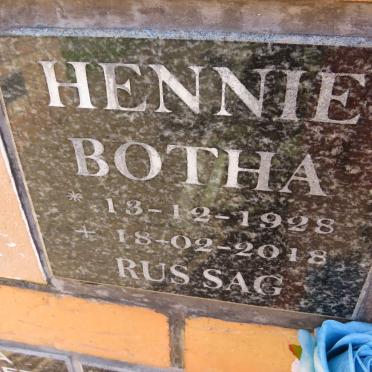 HENNIE
BOTHA
* 13-12-1928
+ 18-02-2018
RUS SAG